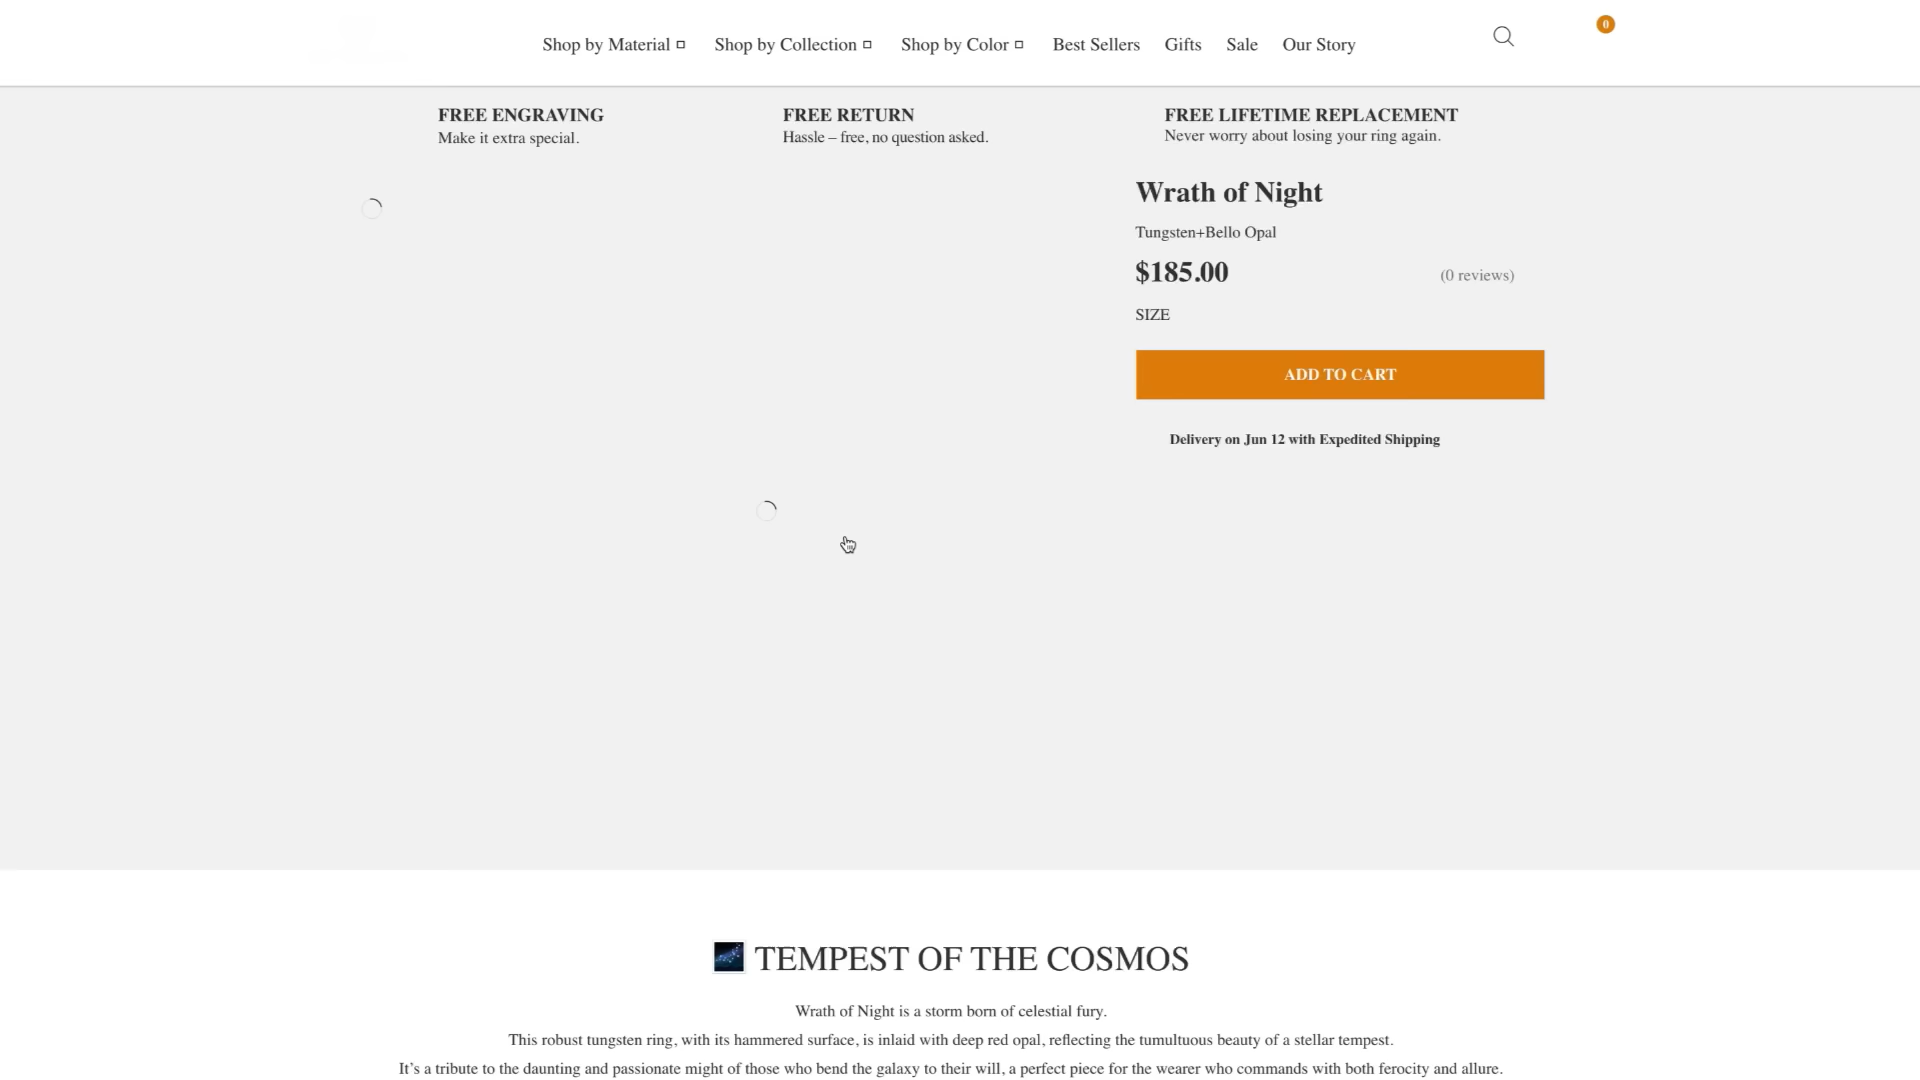 Shop by Material
Shop by Collection
Shop by Color
Best Sellers
Gifts
Sale
Our Story
0
FREE ENGRAVING
Make it extra special.
FREE RETURN
Hassle – free, no question asked.
FREE LIFETIME REPLACEMENT
Never worry about losing your ring again.
Wrath of Night
Tungsten+Bello Opal
$185.00
(0 reviews)
SIZE
ADD TO CART
Delivery on Jun 12 with Expedited Shipping
TEMPEST OF THE COSMOS
Wrath of Night is a storm born of celestial fury.
This robust tungsten ring, with its hammered surface, is inlaid with deep red opal, reflecting the tumultuous beauty of a stellar tempest.
It's a tribute to the daunting and passionate might of those who bend the galaxy to their will, a perfect piece for the wearer who commands with both ferocity and allure.